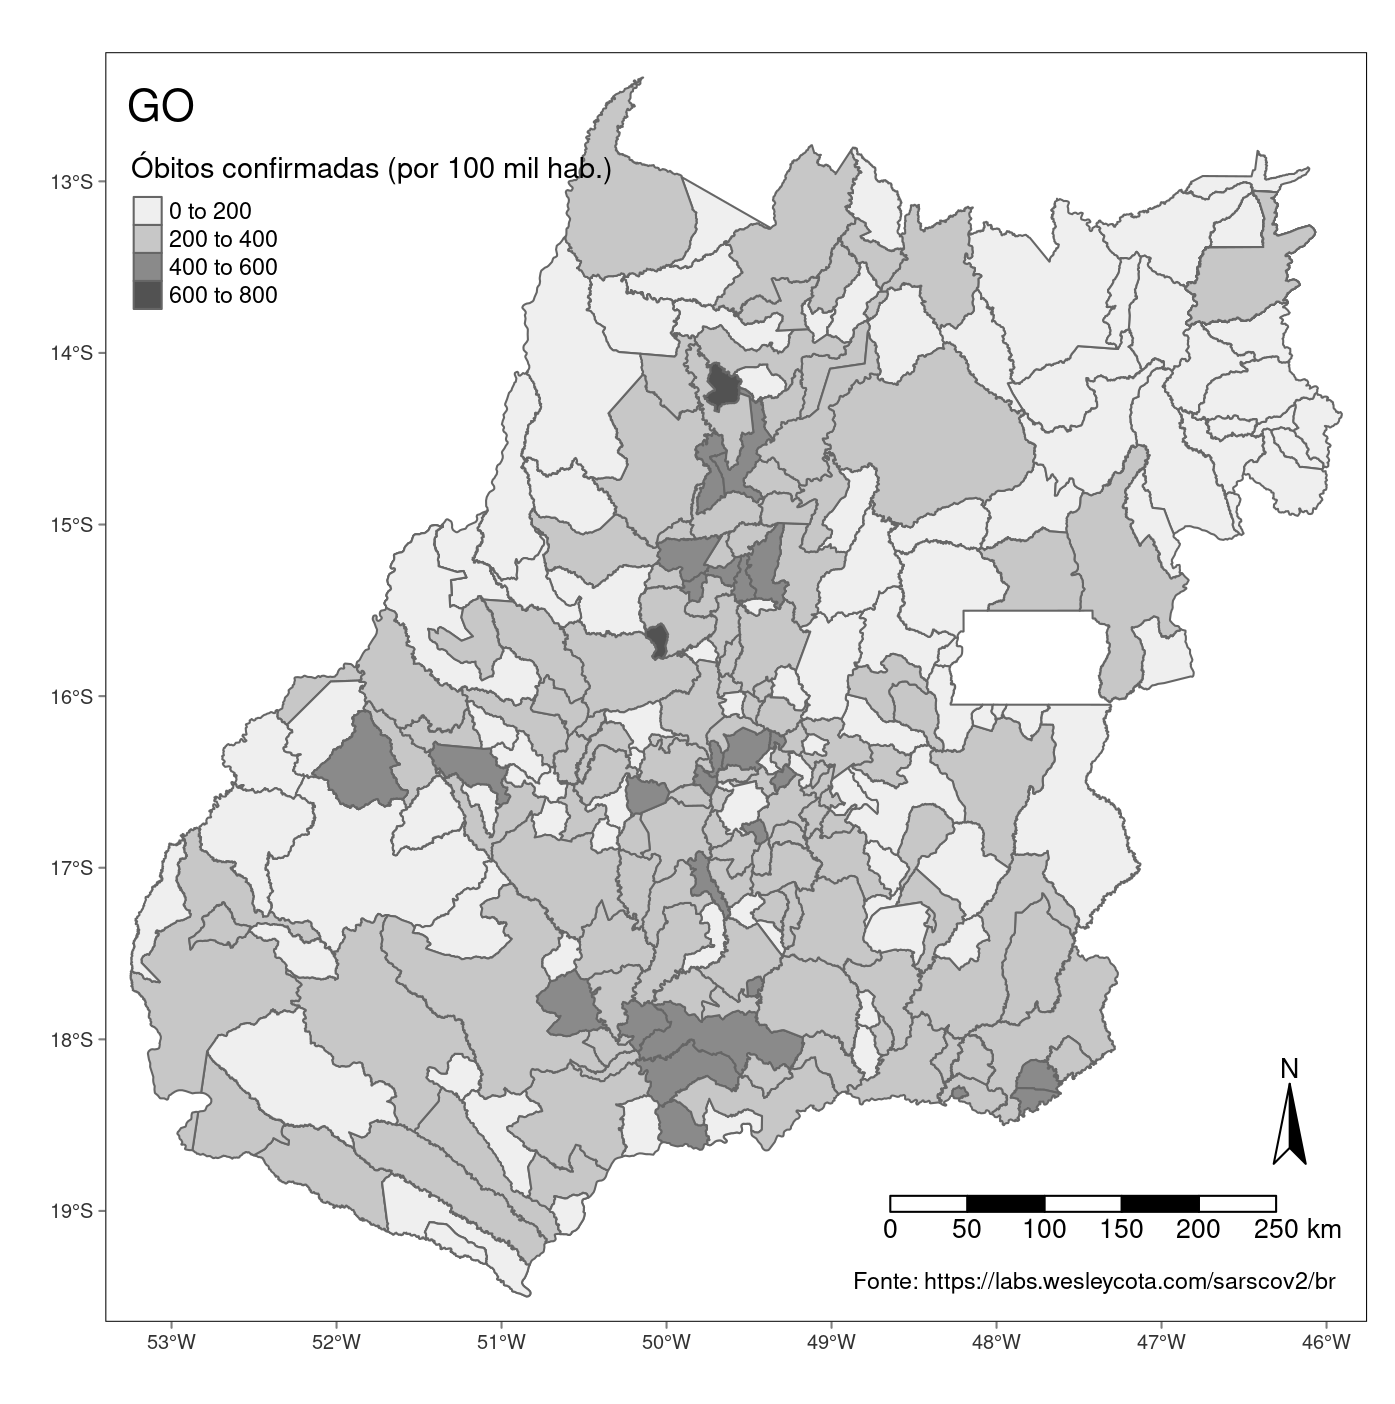 GO
Óbitos confirmadas (por 100 mil hab.)
0 to 200
200 to 400
400 to 600
600 to 800
13°S
14°S
15°S
16°S
17°S
18°S
19°S
N
0 50 100 150 200 250 km
Fonte: https://labs.wesleycota.com/sarscov2/br
53°W 52°W 51°W 50°W 49°W 48°W 47°W 46°W